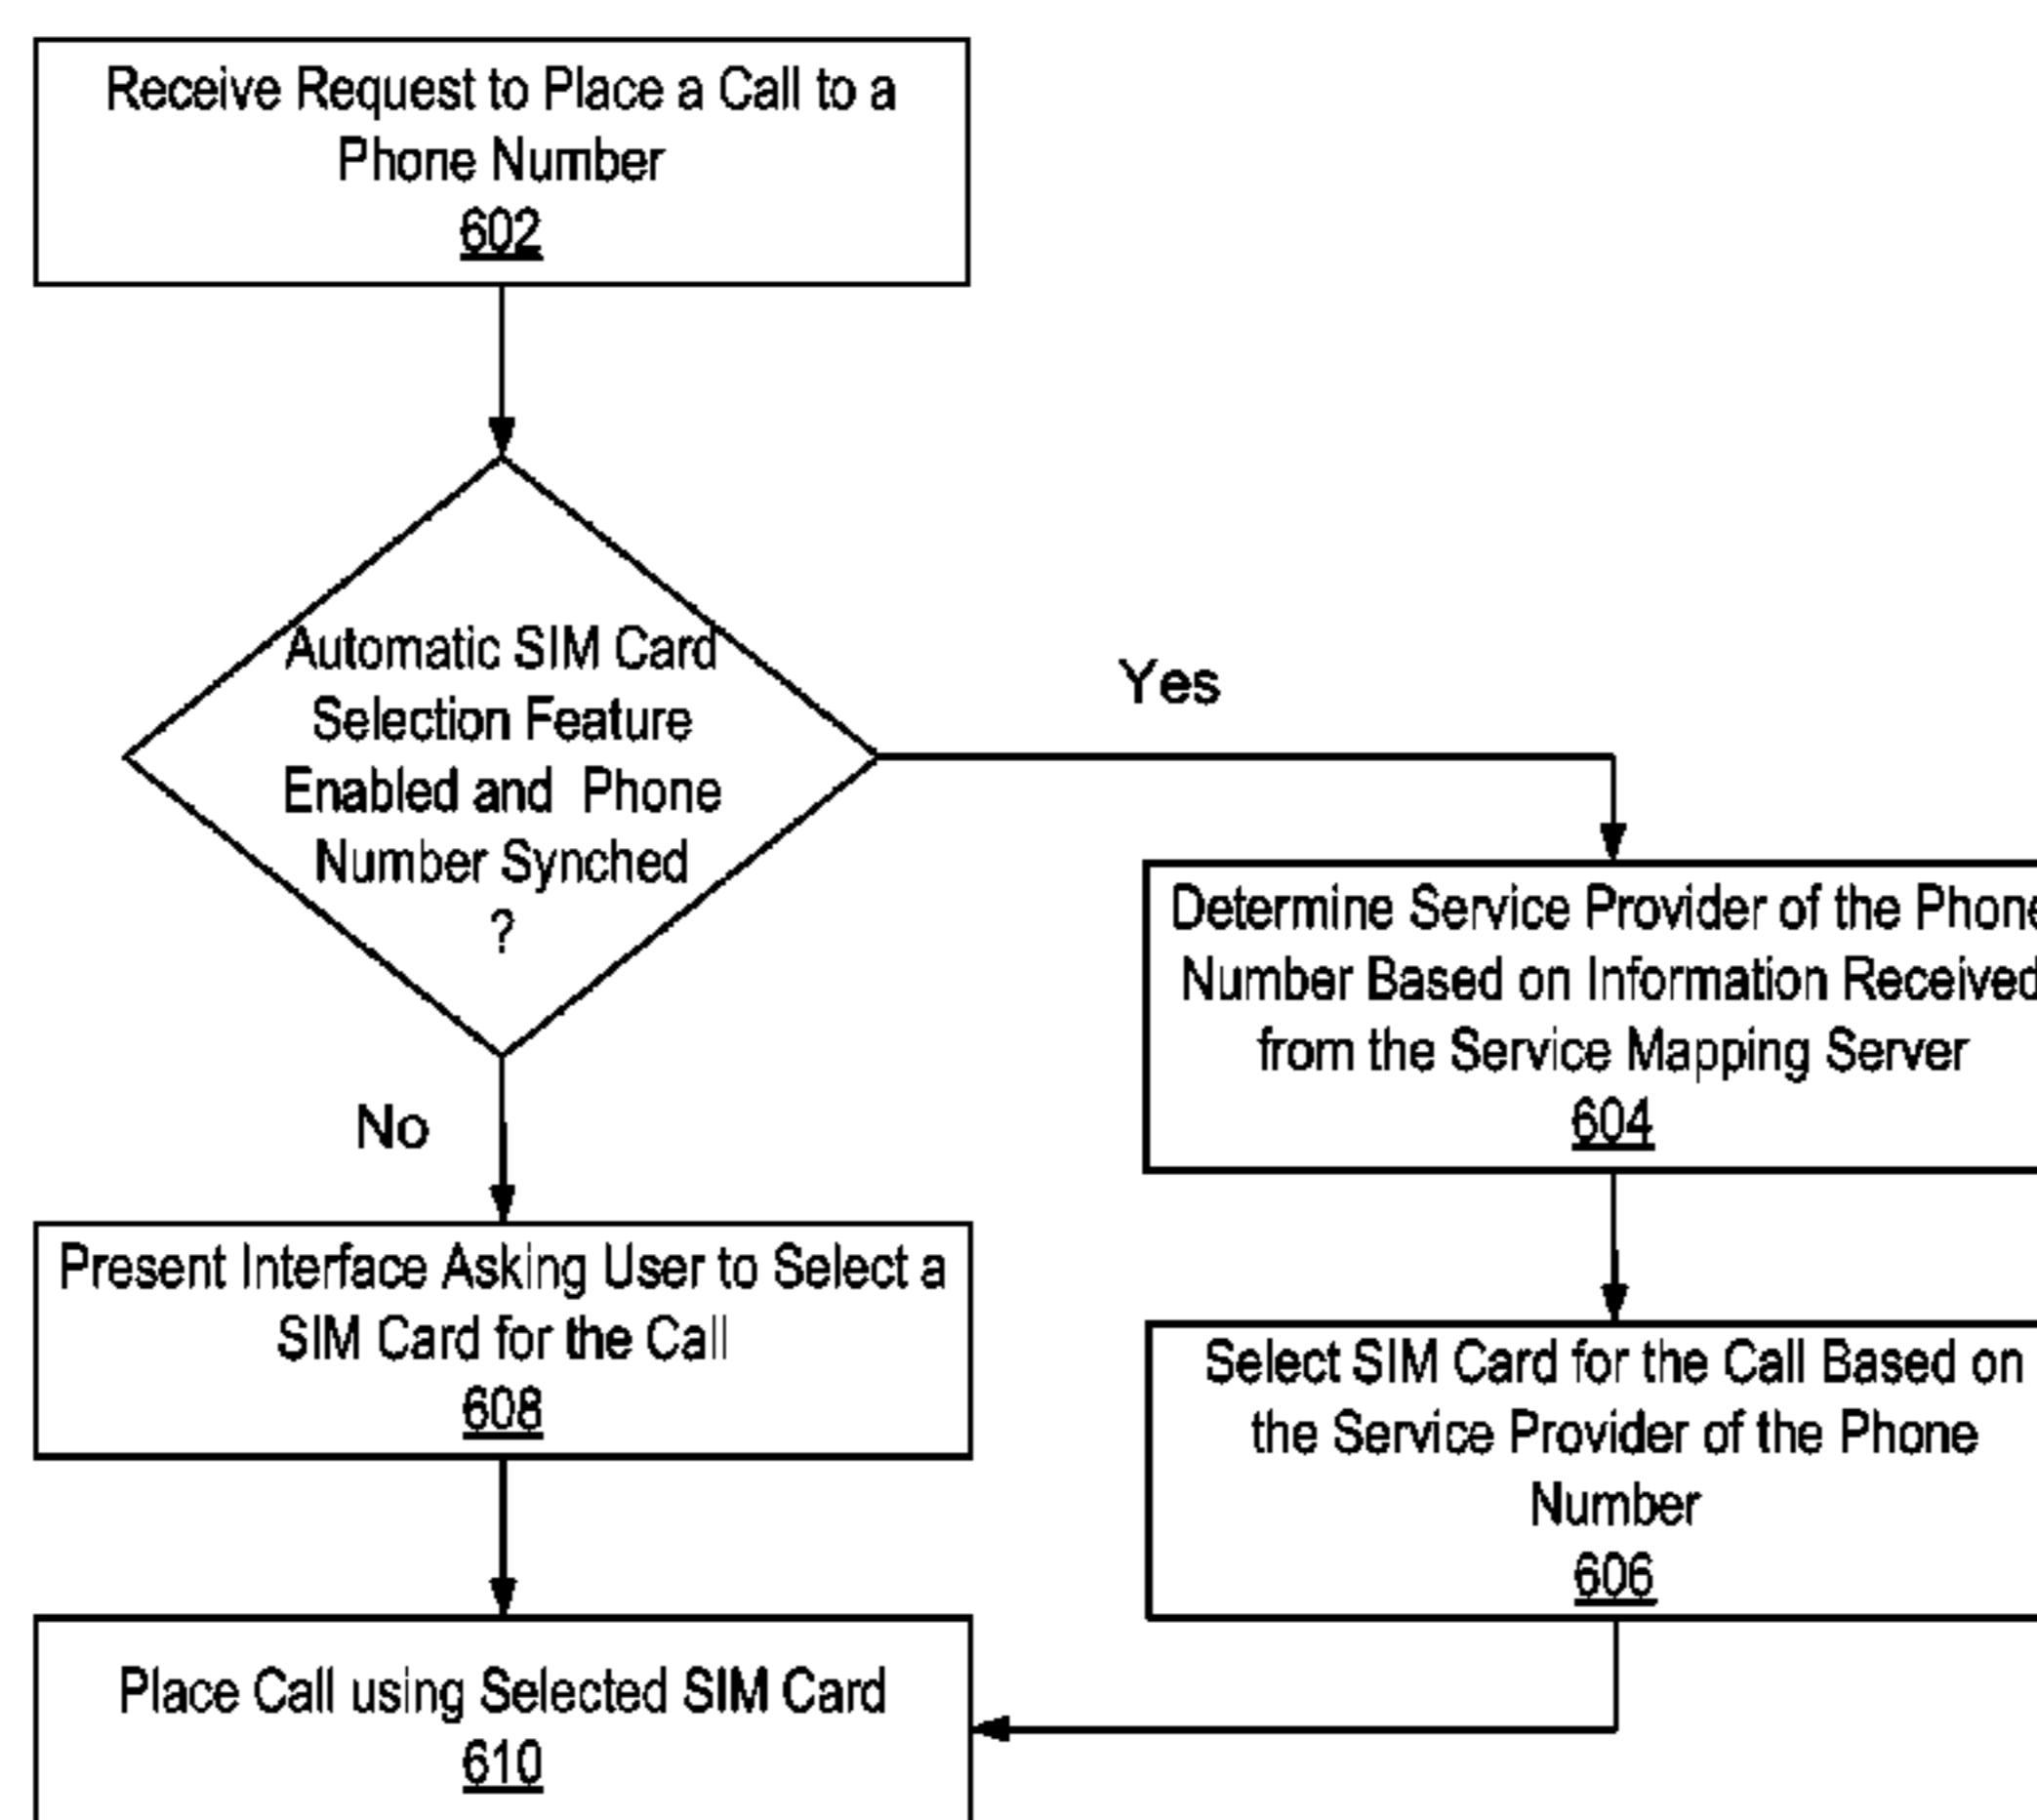 Receive Request to Place a Call to a
Phone Number
602
Automatic SIM Card
Selection Feature
Enabled and Phone
Number Synched
?
Yes
No
Determine Service Provider of the Phone
Number Based on Information Received
from the Service Mapping Server
604
Present Interface Asking User to Select a
SIM Card for the Call
608
Select SIM Card for the Call Based on
the Service Provider of the Phone
Number
606
Place Call using Selected SIM Card
610